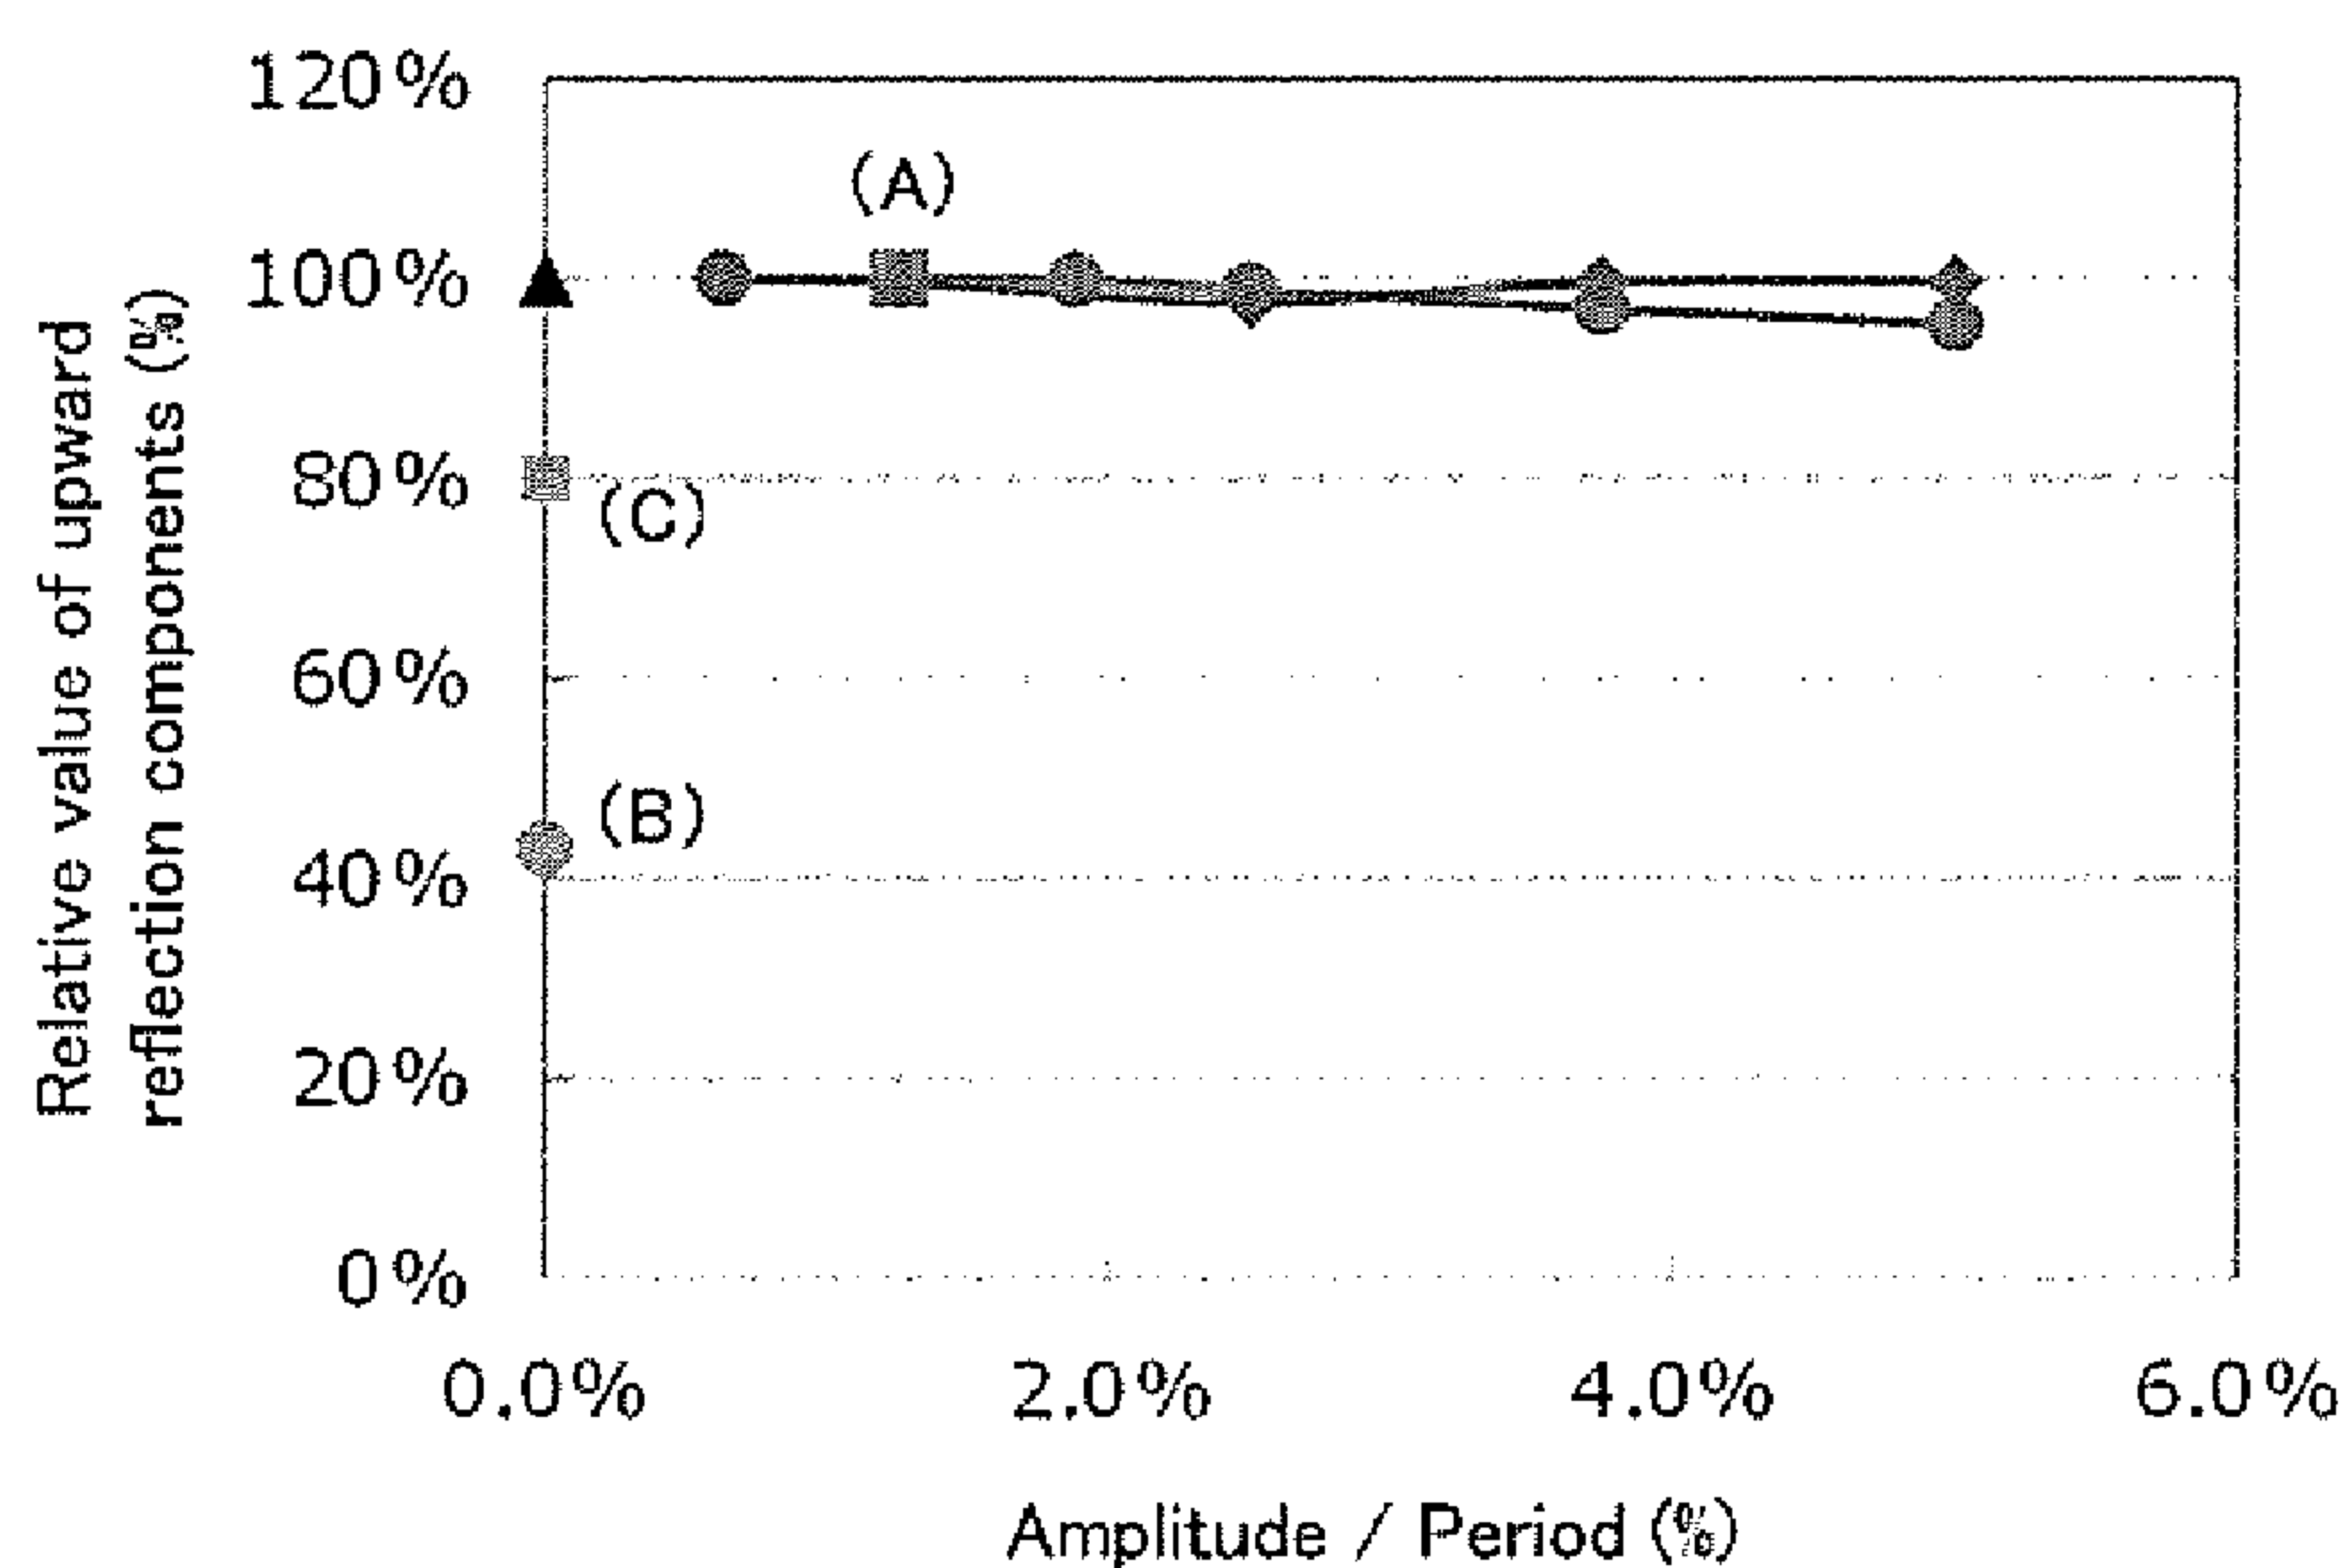 Relative value of upward
reflection components (%)
120%
100%
80%
60%
40%
20%
0%
(A)
(C)
(B)
0.0%
2.0%
4.0%
6.0%
Amplitude / Period (%)